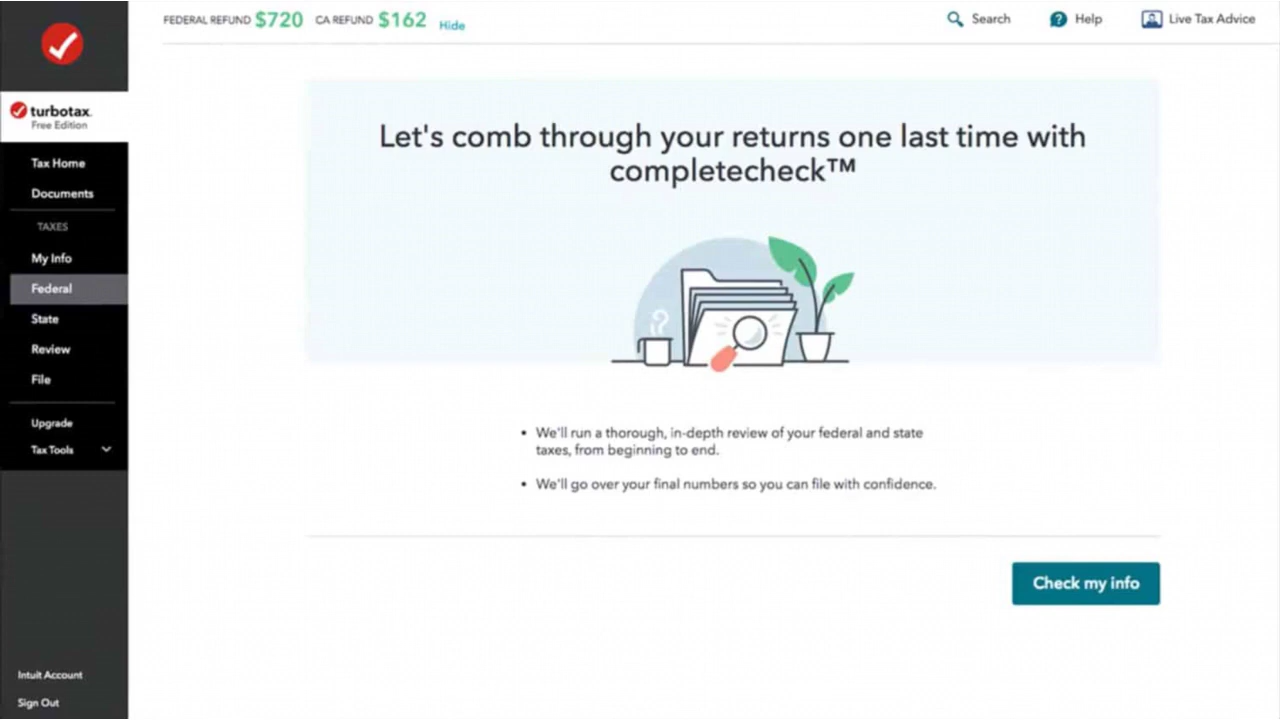 FEDERAL REFUND $720 CA REFUND $162 Hide
Search
Help
Live Tax Advice
turbotax.
Free Edition
Tax Home
Documents
TAXES
My Info
Federal
State
Review
File
Upgrade
Tax Tools
Intuit Account
Sign Out
Let's comb through your returns one last time with
completecheck™
• We'll run a thorough, in-depth review of your federal and state
taxes, from beginning to end.
• We'll go over your final numbers so you can file with confidence.
Check my info